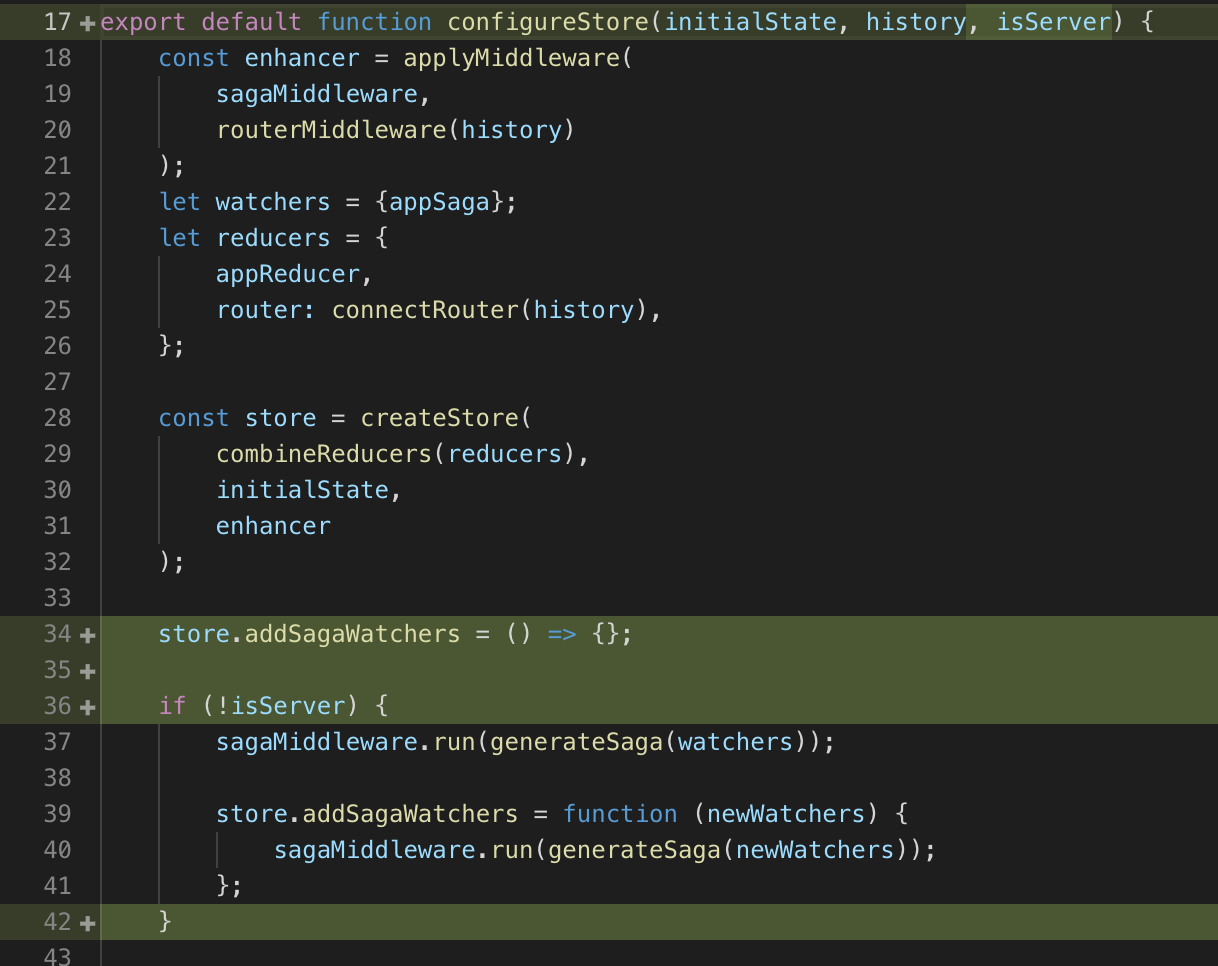 17 + export default function configureStore(initialState, history, isServer) {
18     const enhancer = applyMiddleware(
19         sagaMiddleware,
20         routerMiddleware(history)
21     );
22     let watchers = {appSaga};
23     let reducers = {
24         appReducer,
25         router: connectRouter(history),
26     };
27
28     const store = createStore(
29         combineReducers(reducers),
30         initialState,
31         enhancer
32     );
33
34 +   store.addSagaWatchers = () => {};
35 +
36 +   if (!isServer) {
37         sagaMiddleware.run(generateSaga(watchers));
38
39         store.addSagaWatchers = function (newWatchers) {
40             sagaMiddleware.run(generateSaga(newWatchers));
41         };
42 +   }
43